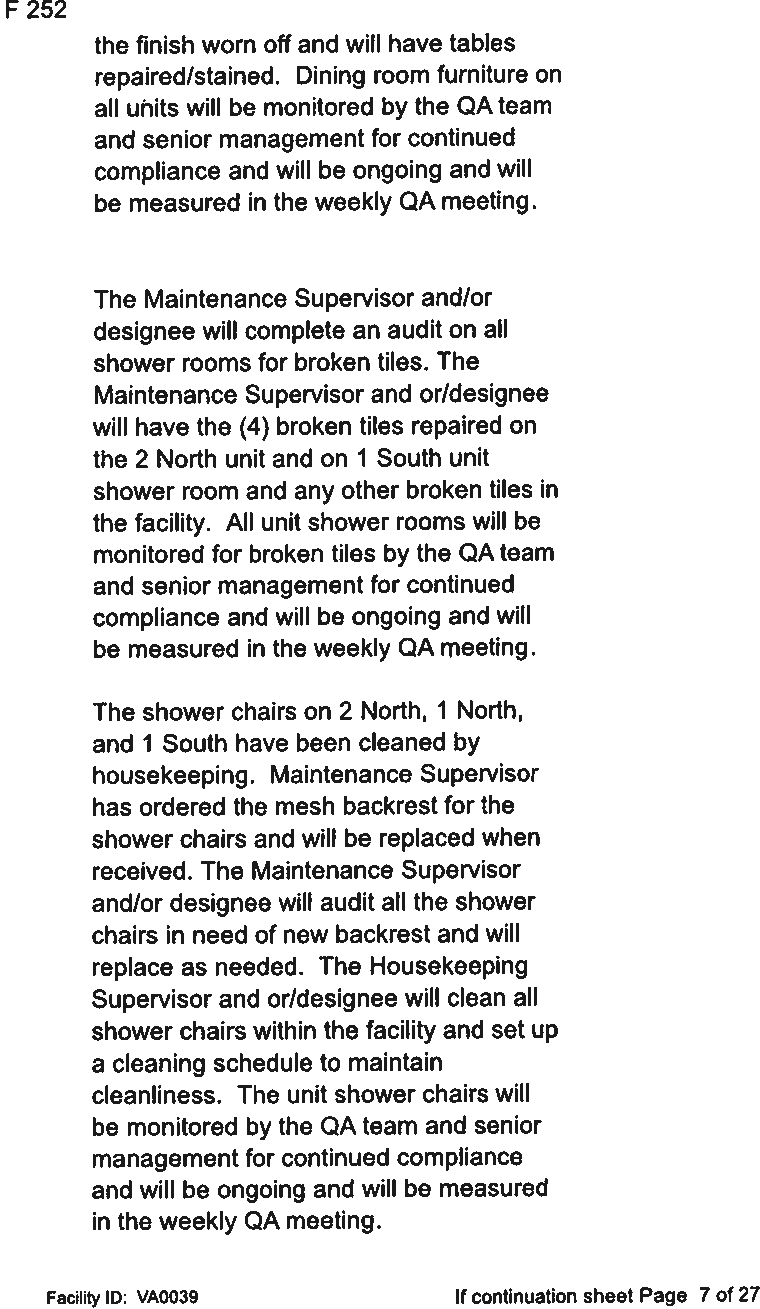 F 252
the finish worn off and will have tables
repaired/stained. Dining room furniture on
all units will be monitored by the QA team
and senior management for continued
compliance and will be ongoing and will
be measured in the weekly QA meeting.
The Maintenance Supervisor and/or
designee will complete an audit on all
shower rooms for broken tiles. The
Maintenance Supervisor and or/designee
will have the (4) broken tiles repaired on
the 2 North unit and on 1 South unit
shower room and any other broken tiles in
the facility. All unit shower rooms will be
monitored for broken tiles by the QA team
and senior management for continued
compliance and will be ongoing and will
be measured in the weekly QA meeting.
The shower chairs on 2 North, 1 North,
and 1 South have been cleaned by
housekeeping. Maintenance Supervisor
has ordered the mesh backrest for the
shower chairs and will be replaced when
received. The Maintenance Supervisor
and/or designee will audit all the shower
chairs in need of new backrest and will
replace as needed. The Housekeeping
Supervisor and or/designee will clean all
shower chairs within the facility and set up
a cleaning schedule to maintain
cleanliness. The unit shower chairs will
be monitored by the QA team and senior
management for continued compliance
and will be ongoing and will be measured
in the weekly QA meeting.
Facility ID: VA0039 If continuation sheet Page 7 of 27